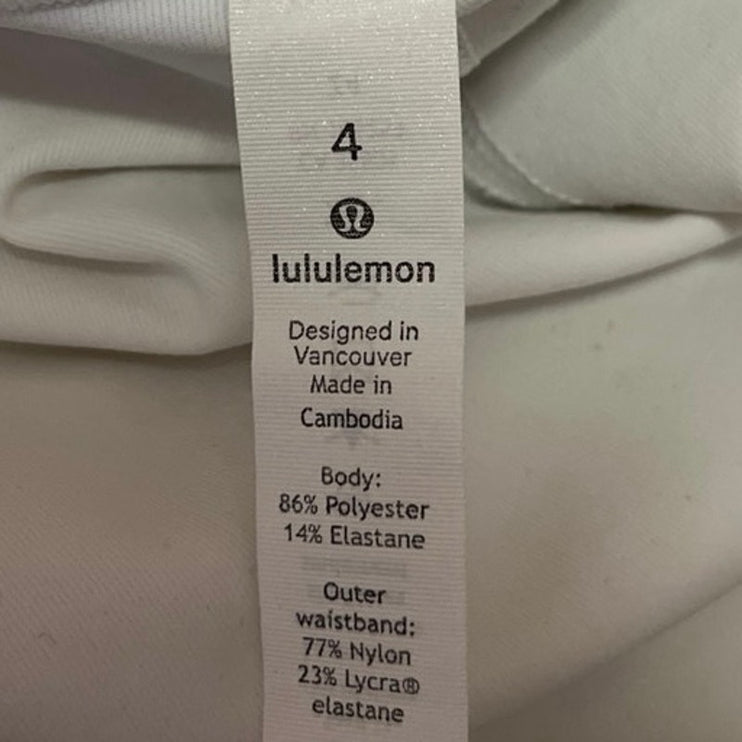 4
lululemon
Designed in
Vancouver
Made in
Cambodia
Body:
86% Polyester
14% Elastane
Outer
waistband:
77% Nylon
23% Lycra®
elastane